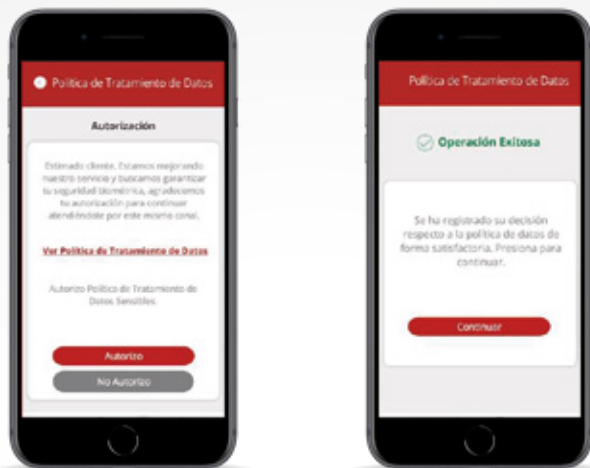 Política de Tratamiento de Datos
Autorización
Estimado cliente. Estamos mejorando
nuestro servicio y buscamos garantizar
tu seguridad biométrica, agradecemos
tu autorización para continuar
atendiéndote por este mismo canal.
Ver Política de Tratamiento de Datos
Autorizo Política de Tratamiento de
Datos Sensibles.
Autorizo
No Autorizo
Política de Tratamiento de Datos
Operación Exitosa
Se ha registrado su decisión
respecto a la política de datos de
forma satisfactoria. Presiona para
continuar.
Continuar